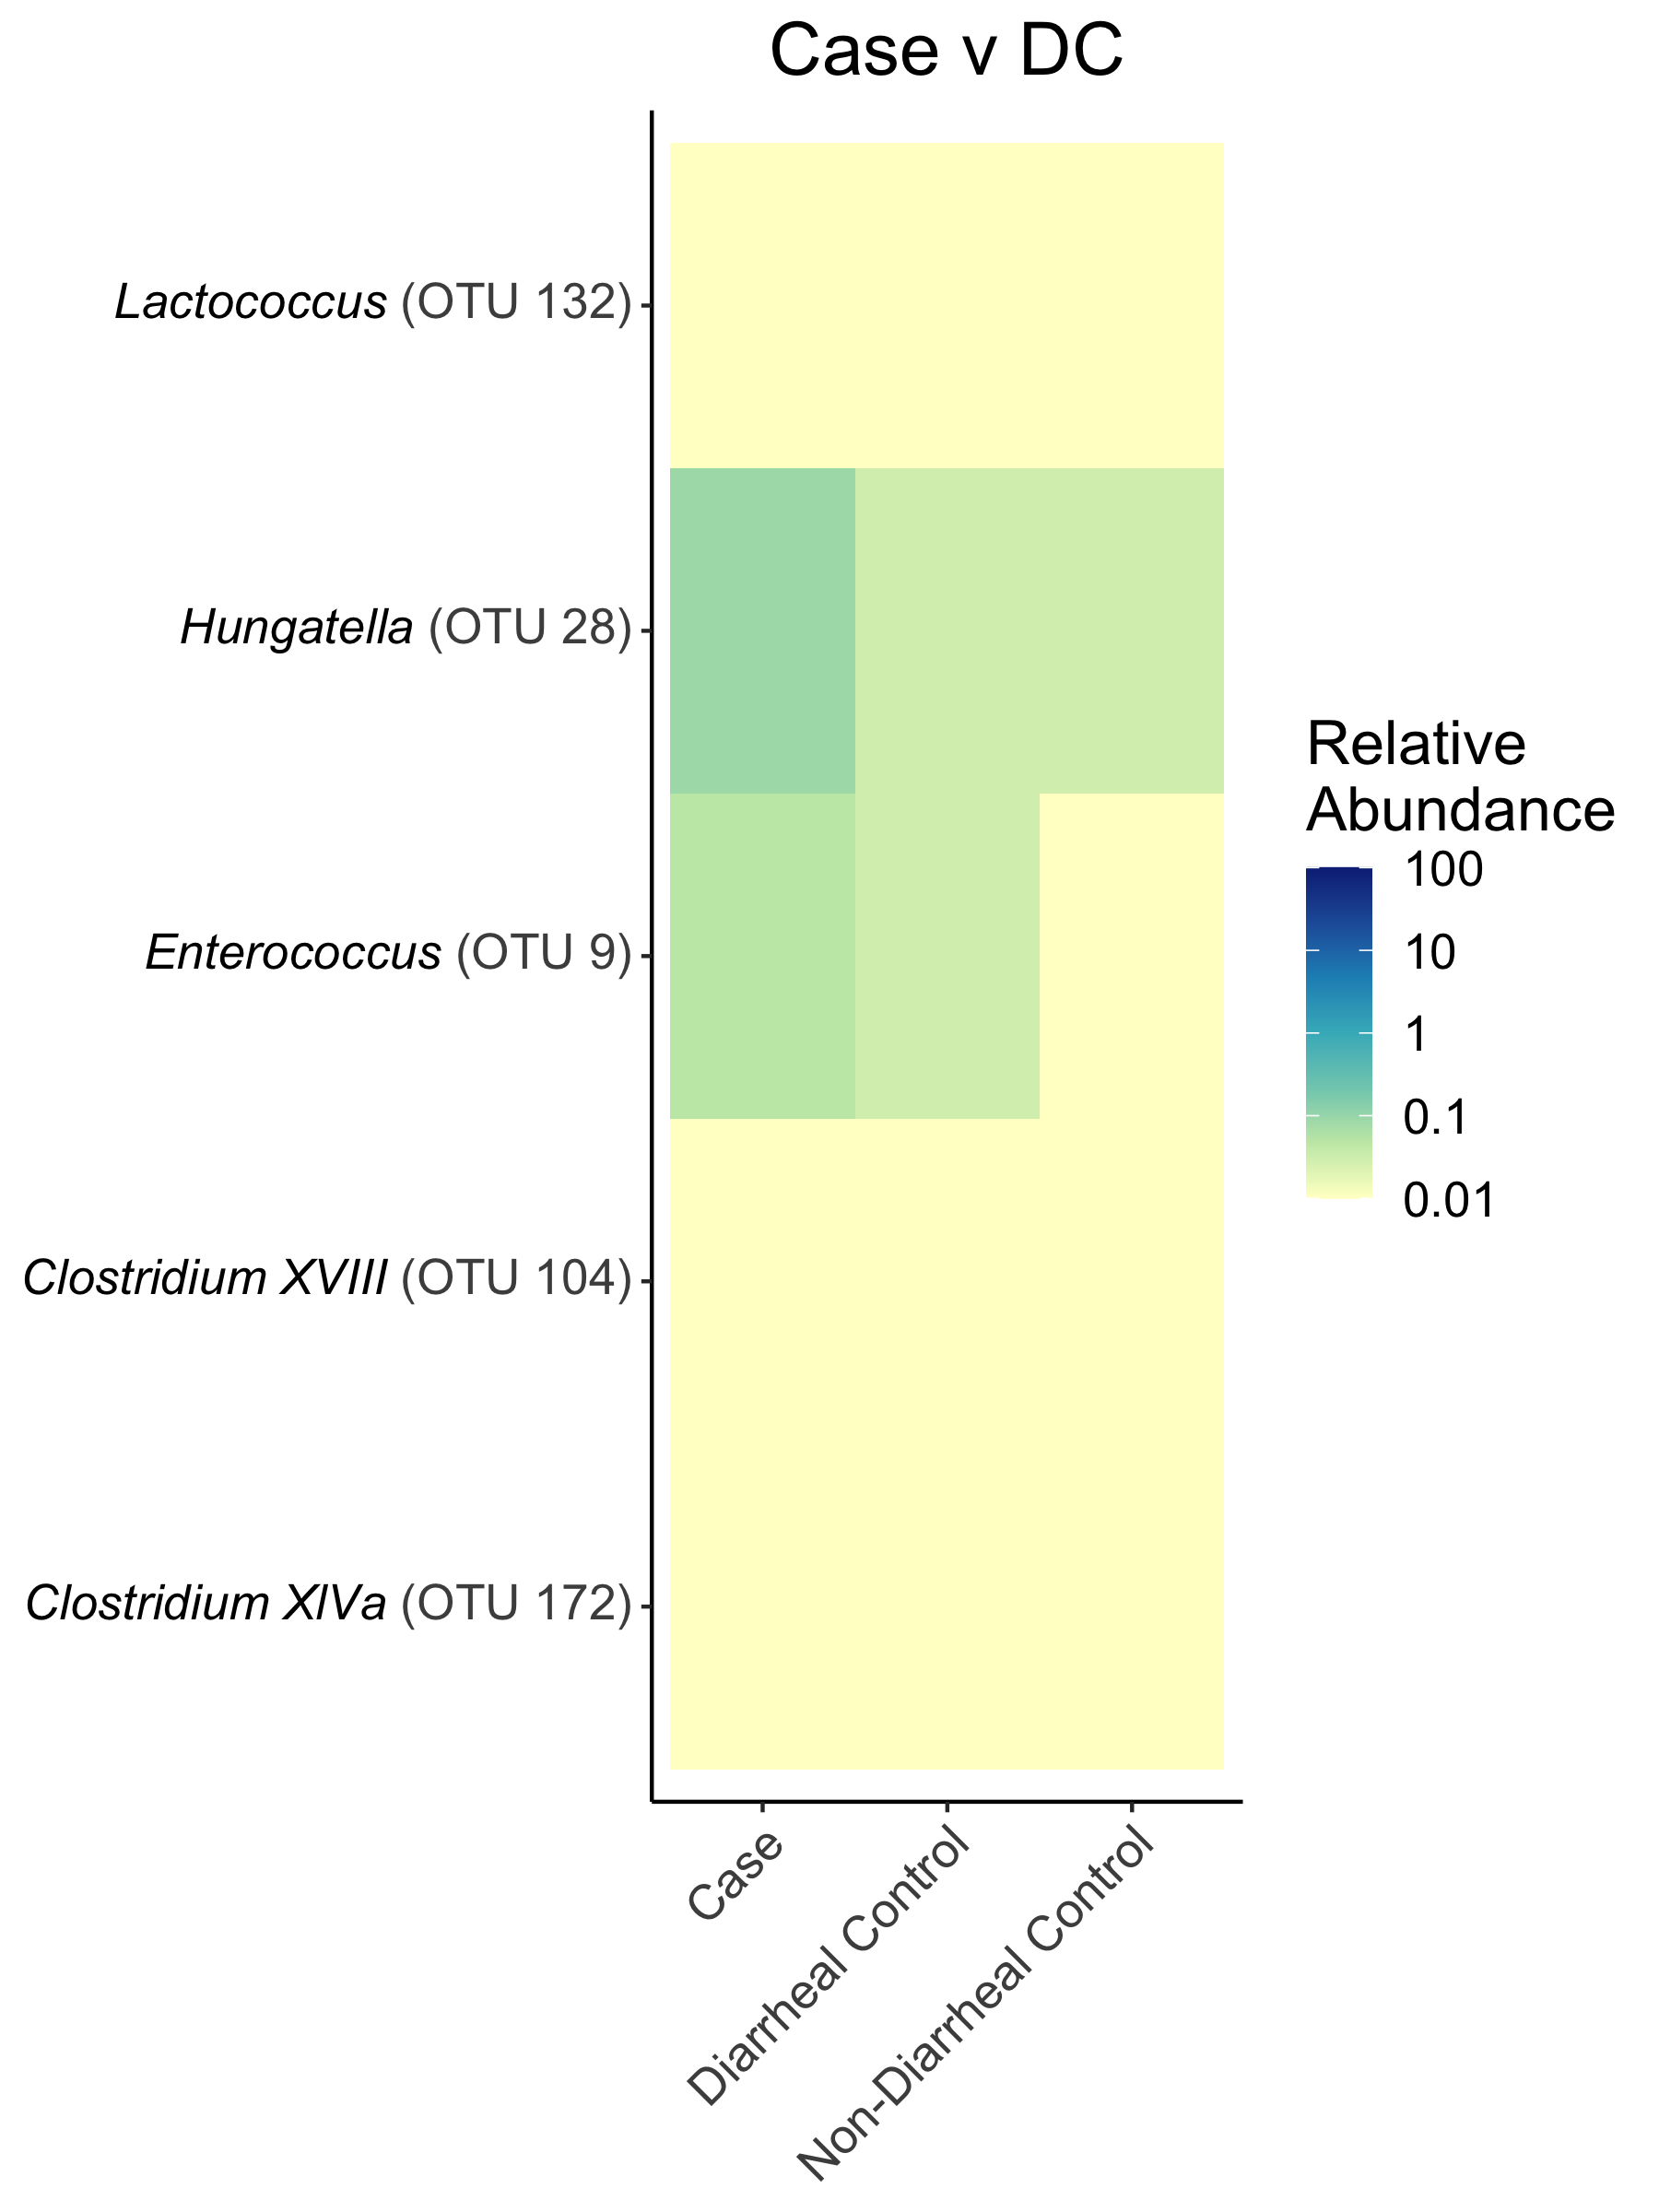 Case v DC
Lactococcus (OTU 132)
Hungatella (OTU 28)
Enterococcus (OTU 9)
Clostridium XVIII (OTU 104)
Clostridium XIVa (OTU 172)
Case
Diarrheal Control
Non-Diarrheal Control
Relative
Abundance
100
10
1
0.1
0.01